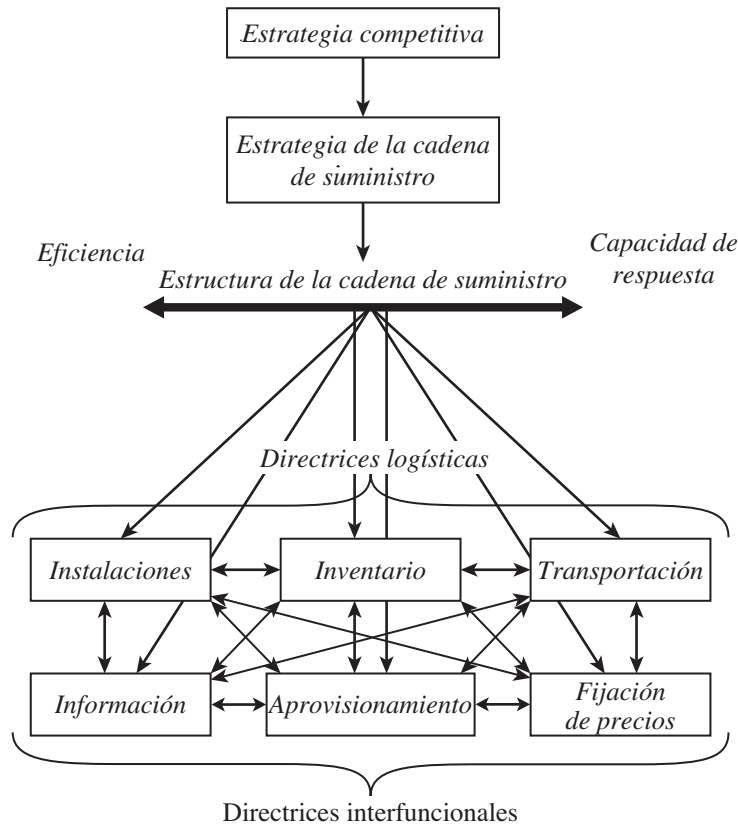 Estrategia competitiva
Estrategia de la cadena
de suministro
Eficiencia
Capacidad de
respuesta
Estructura de la cadena de suministro
Directrices logísticas
Instalaciones
Inventario
Transportación
Información
Aprovisionamiento
Fijación
de precios
Directrices interfuncionales